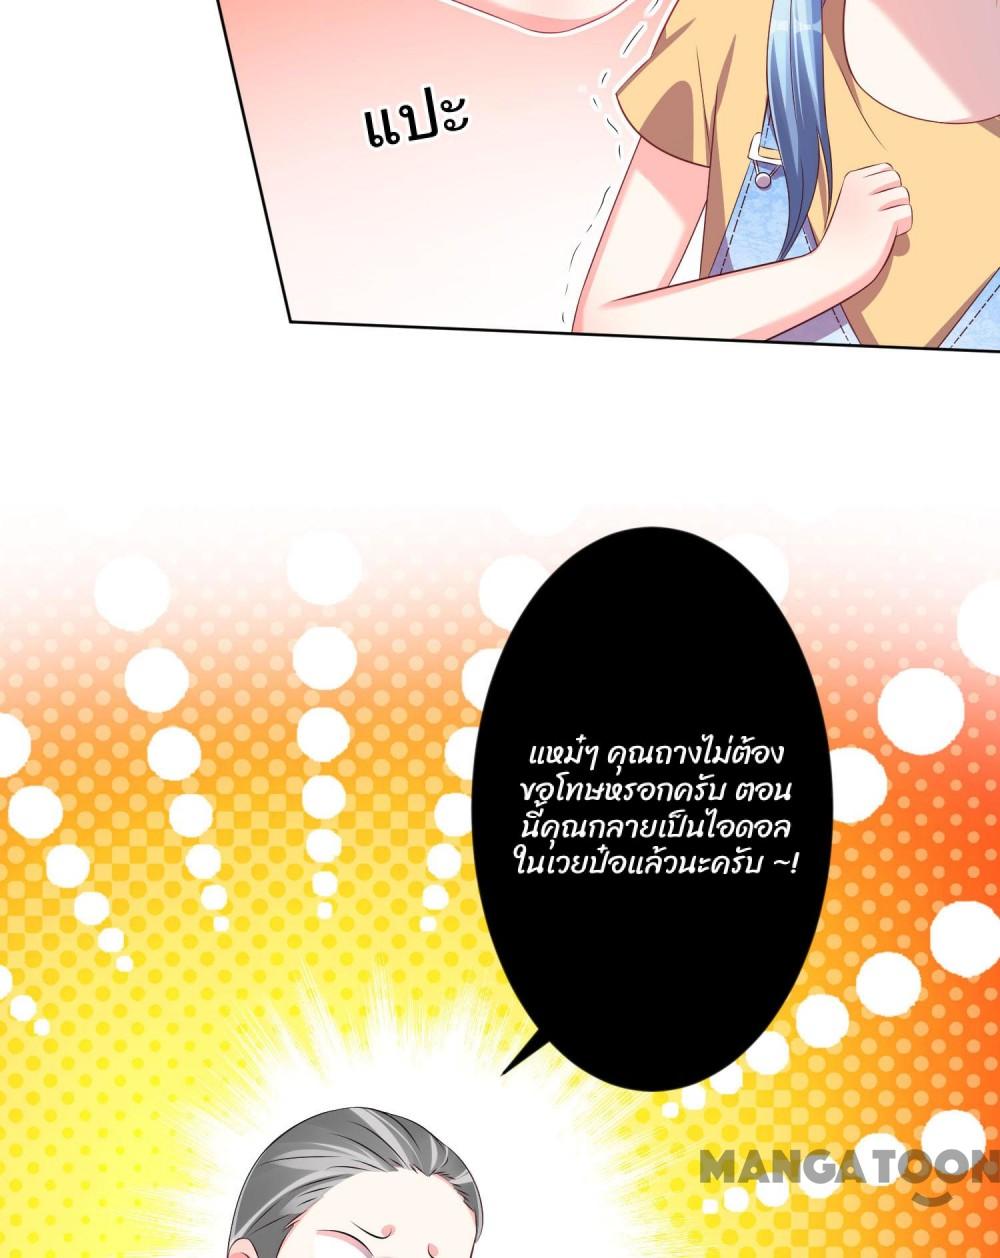 แปะ
แหม๋ๆ คุณถางไม่ต้อง
ขอโทษหรอกครับ ตอน
นี้คุณกลายเป็นไอดอล
ในเวยป๋อแล้วนะครับ ~!
MANGATOON